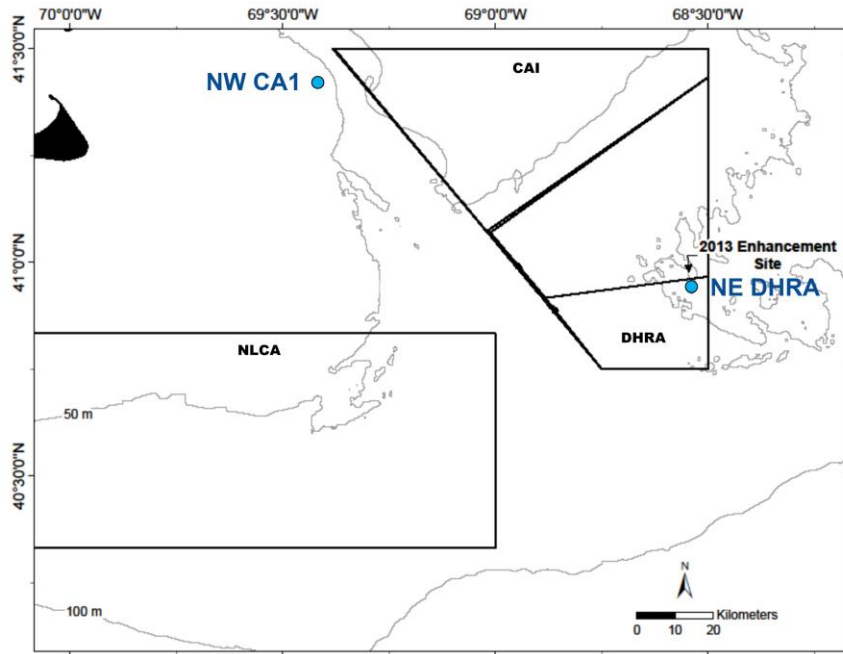 70°0'0"W 69°30'0"W 69°0'0"W 68°30'0"W
41°30'0"N
CAI
NW CA1
2013 Enhancement
Site
41°0'0"N
NE DHRA
DHRA
NLCA
50 m
40°30'0"N
N
100 m
Kilometers
0 10 20